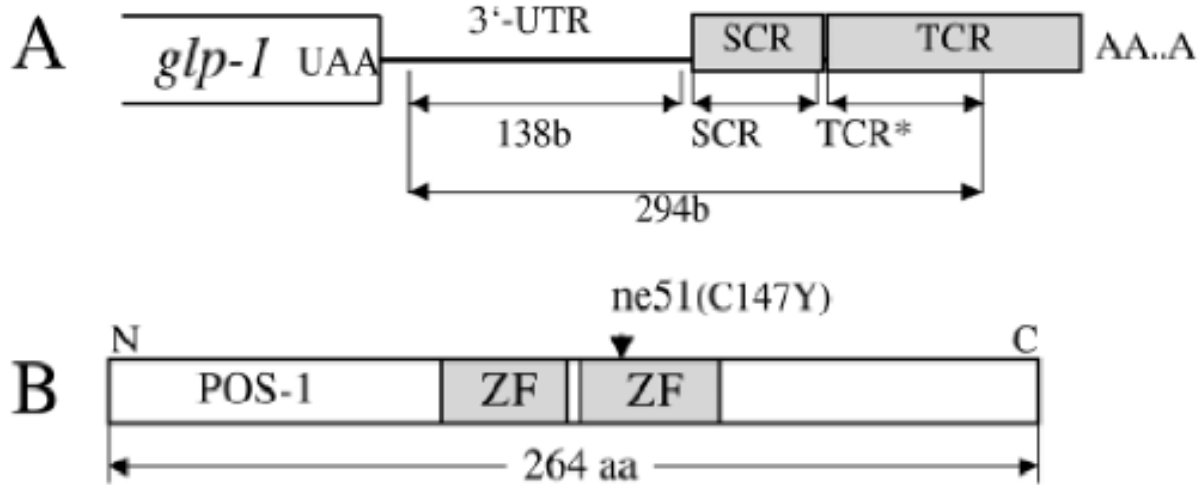 A
3‘-UTR
glp-1 UAA
SCR
TCR
AA..A
138b
SCR
TCR*
294b
ne51(C147Y)
N
C
B
POS-1
ZF
ZF
264 aa